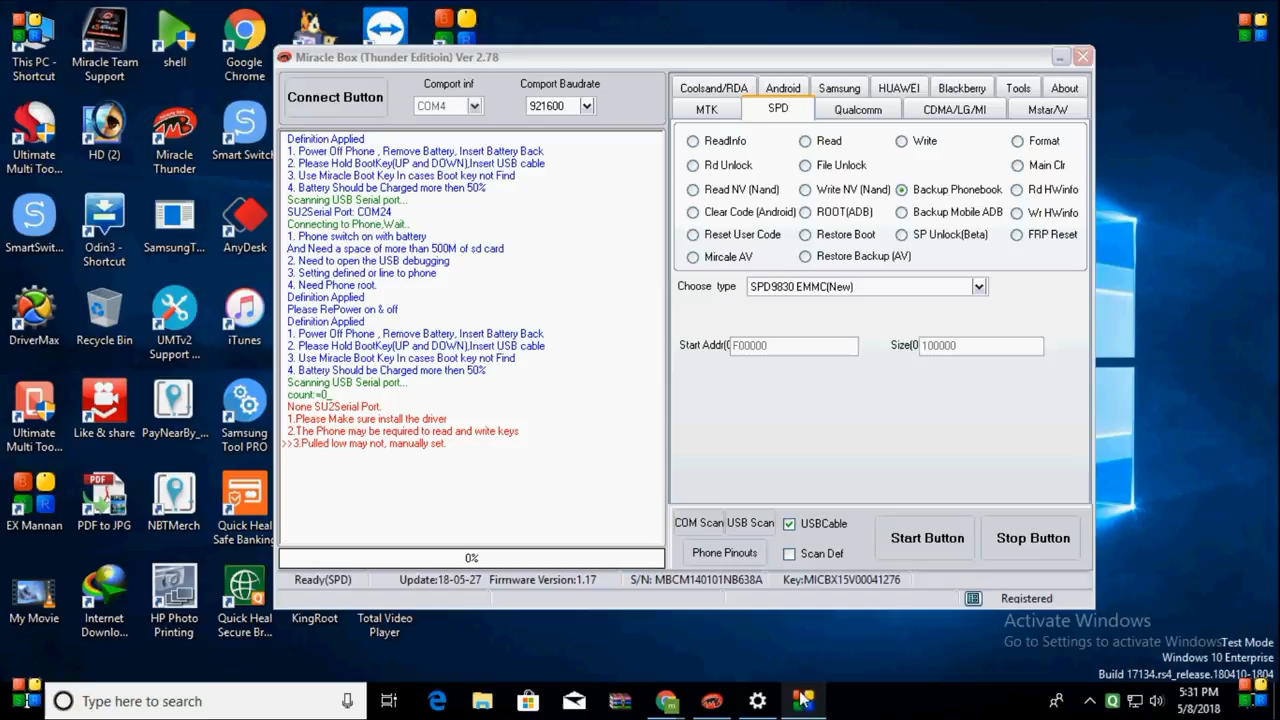 This PC -
Shortcut
Miracle Team
Support
shell
Google
Chrome
Ultimate
Multi Too...
HD (2)
Miracle
Thunder
Smart Switch
SmartSwit...
Odin3 -
Shortcut
SamsungT...
AnyDesk
DriverMax
Recycle Bin
UMTv2
Support ...
iTunes
Ultimate
Multi Too...
Like & share
PayNearBy_...
Samsung
Tool PRO
EX Mannan
PDF to JPG
NBTMerch
Quick Heal
Safe Banking
My Movie
Internet
Downlo...
HP Photo
Printing
Quick Heal
Secure Br...
KingRoot
Total Video
Player
Miracle Box (Thunder Editioin) Ver 2.78
Connect Button
Comport inf
COM4
Comport Baudrate
921600
Definition Applied
1. Power Off Phone , Remove Battery, Insert Battery Back
2. Please Hold BootKey(UP and DOWN),Insert USB cable
3. Use Miracle Boot Key In cases Boot key not Find
4. Battery Should be Charged more then 50%
Scanning USB Serial port...
SU2Serial Port: COM24
Connecting to Phone,Wait..
1. Phone switch on with battery
And Need a space of more than 500M of sd card
2. Need to open the USB debugging
3. Setting defined or line to phone
4. Need Phone root.
Definition Applied
Please RePower on & off
Definition Applied
1. Power Off Phone , Remove Battery, Insert Battery Back
2. Please Hold BootKey(UP and DOWN),Insert USB cable
3. Use Miracle Boot Key In cases Boot key not Find
4. Battery Should be Charged more then 50%
Scanning USB Serial port...
count:=0_
None SU2Serial Port.
1.Please Make sure install the driver
2.The Phone may be required to read and write keys
>>3.Pulled low may not, manually set.
0%
Coolsand/RDA Android Samsung HUAWEI Blackberry Tools About
MTK SPD Qualcomm CDMA/LG/MI Mstar/W
ReadInfo Read Write Format
Rd Unlock File Unlock Main Clr
Read NV (Nand) Write NV (Nand) Backup Phonebook Rd HWinfo
Clear Code (Android) ROOT(ADB) Backup Mobile ADB Wr HWinfo
Reset User Code Restore Boot SP Unlock(Beta) FRP Reset
Mircale AV Restore Backup (AV)
Choose type SPD9830 EMMC(New)
Start Addr(0 F00000 Size(0 100000
COM Scan USB Scan USBCable
Phone Pinouts Scan Def
Start Button Stop Button
Ready(SPD) Update:18-05-27 Firmware Version:1.17 S/N: MBCM140101NB638A Key:MICBX15V00041276
Registered
Activate Windows
Go to Settings to activate Windows.
Test Mode
Windows 10 Enterprise
Build 17134.rs4_release.180410-1804
Type here to search
5:31 PM
5/8/2018